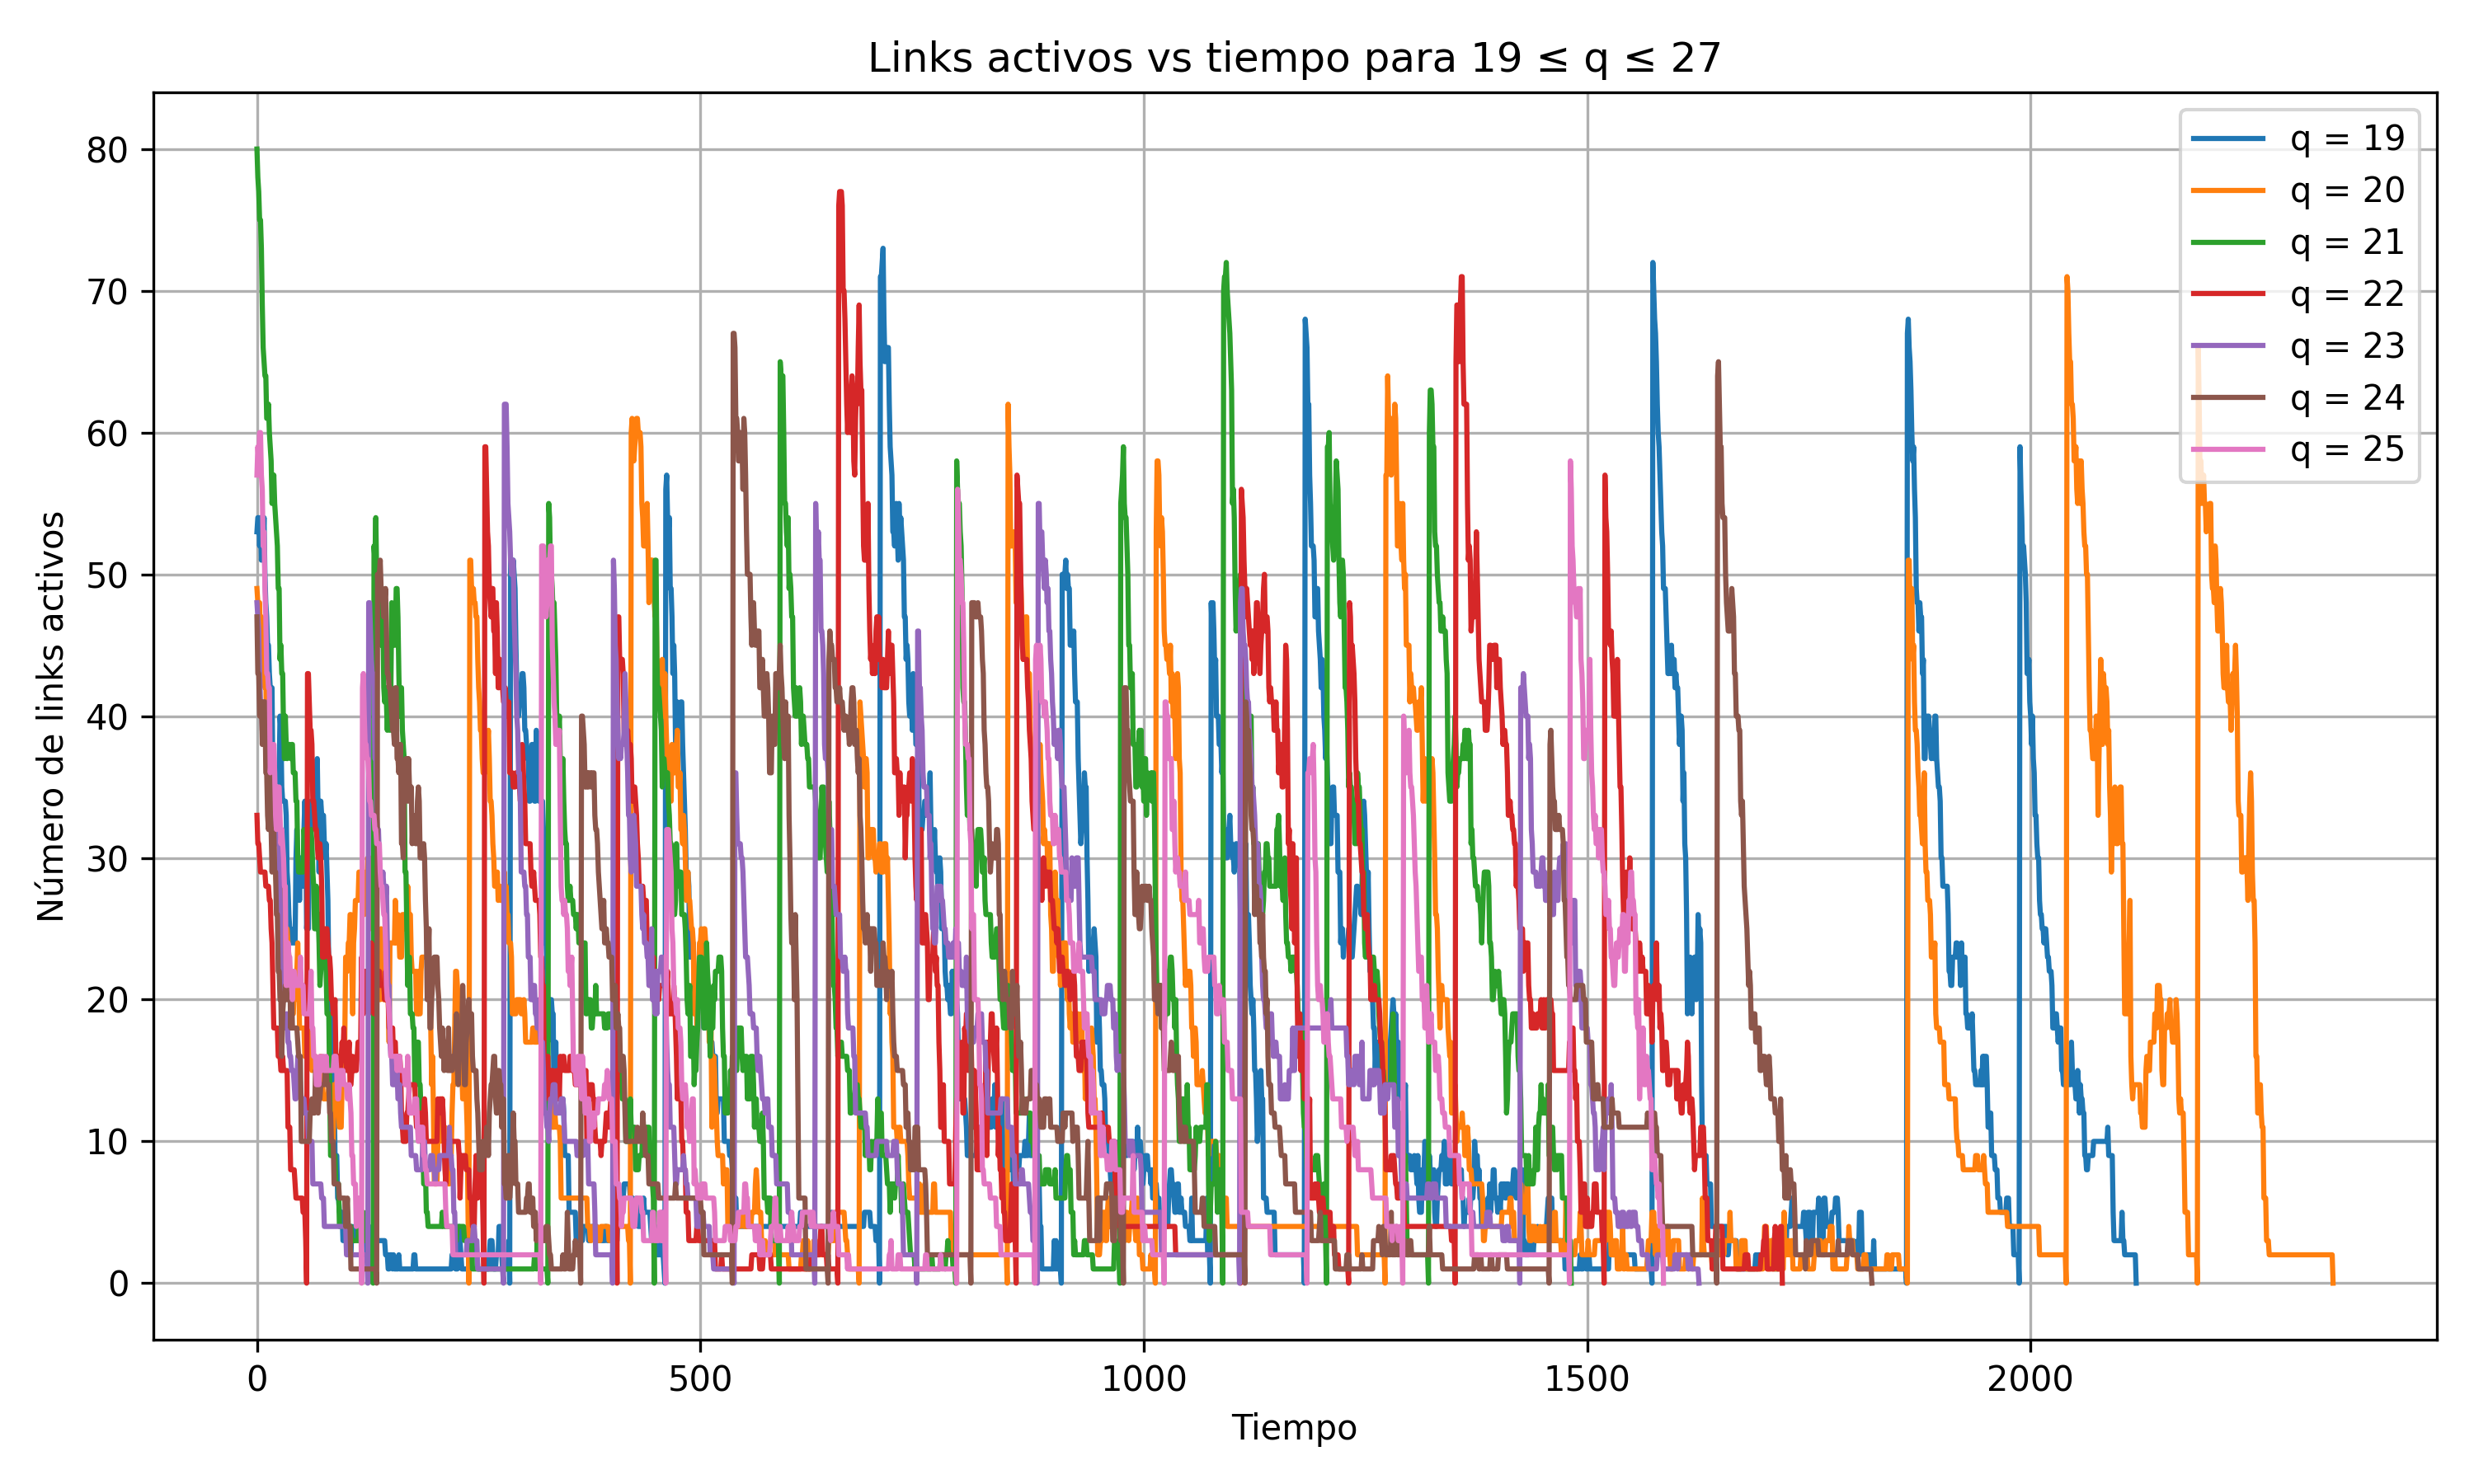 Links activos vs tiempo para 19 ≤ q ≤ 27
80
70
60
50
40
30
20
10
0
Número de links activos
q = 19
q = 20
q = 21
q = 22
q = 23
q = 24
q = 25
0 500 1000 1500 2000
Tiempo